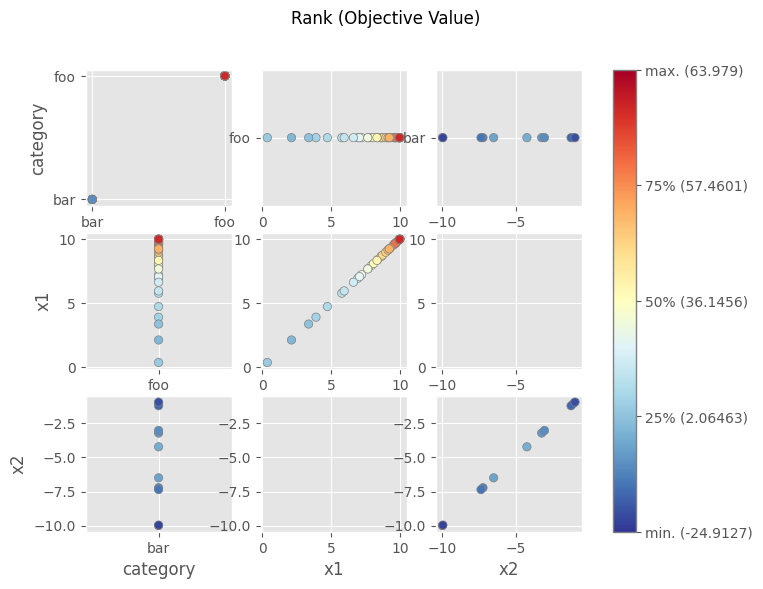 Rank (Objective Value)
category
foo
bar
bar
foo
foo
0
5
10
bar
−10
−5
max. (63.979)
75% (57.4601)
50% (36.1456)
25% (2.06463)
min. (-24.9127)
x1
10
5
0
foo
10
5
0
0
5
10
10
5
0
−10
−5
x2
−2.5
−5.0
−7.5
−10.0
bar
category
−2.5
−5.0
−7.5
−10.0
0
5
10
x1
−2.5
−5.0
−7.5
−10.0
−10
−5
x2